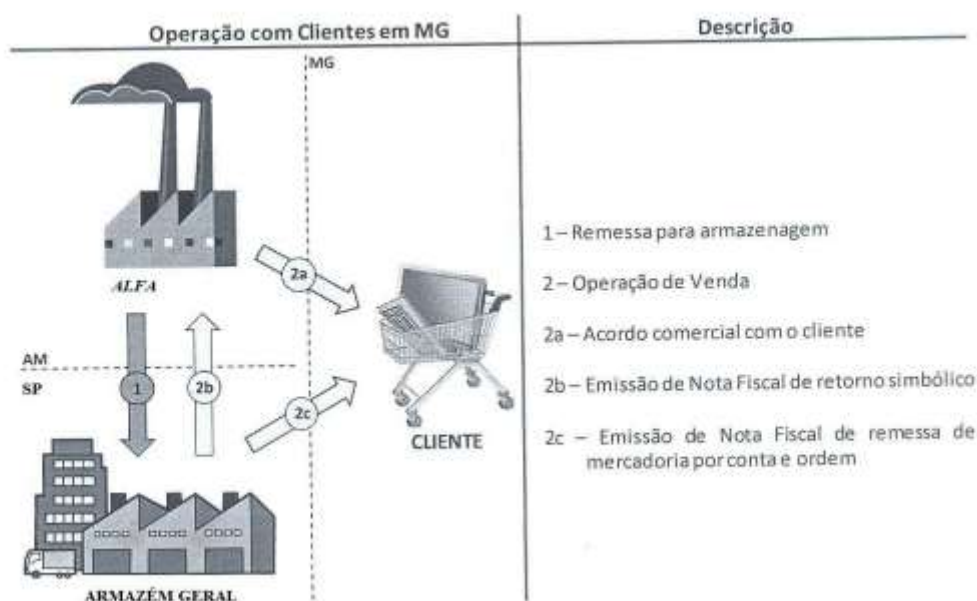 Operação com Clientes em MG
Descrição
MG
ALFA
2a
AM
SP
1
2b
2c
CLIENTE
ARMAZÉM GERAL
1 – Remessa para armazenagem
2 – Operação de Venda
2a – Acordo comercial com o cliente
2b – Emissão de Nota Fiscal de retorno simbólico
2c – Emissão de Nota Fiscal de remessa de
mercadoria por conta e ordem